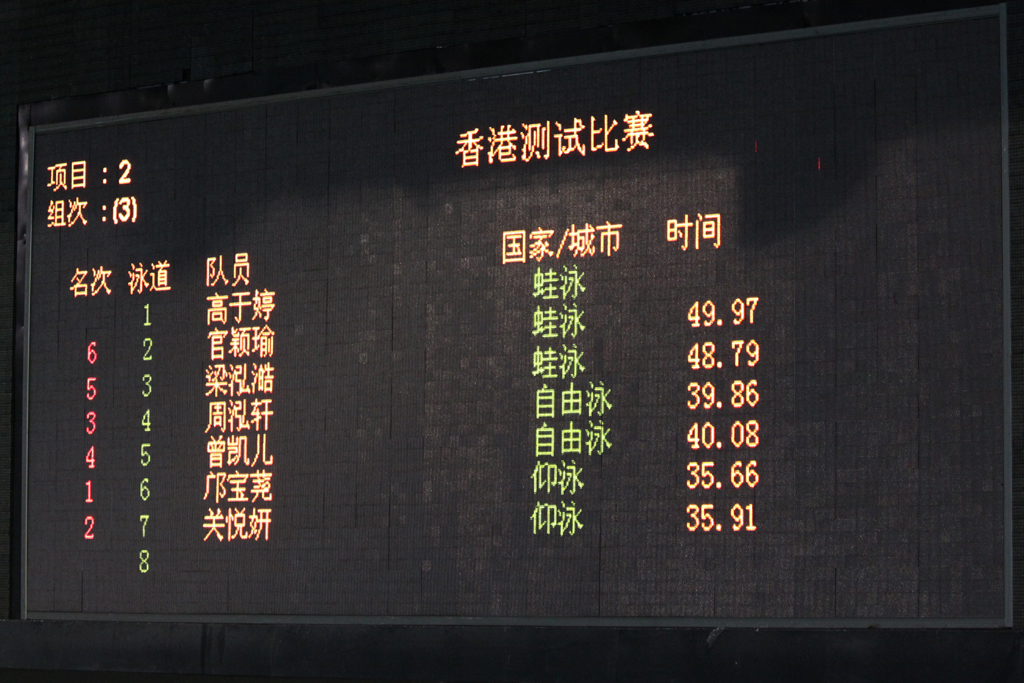 香港测试比赛
项目：2
组次：(3)
名次 泳道 队员 国家/城市 时间
1 高于婷 蛙泳
6 2 官颖瑜 蛙泳 49.97
5 3 梁泓澔 蛙泳 48.79
3 4 周泓轩 自由泳 39.86
4 5 曾凯儿 自由泳 40.08
1 6 邝宝荛 仰泳 35.66
2 7 关悦妍 仰泳 35.91
8